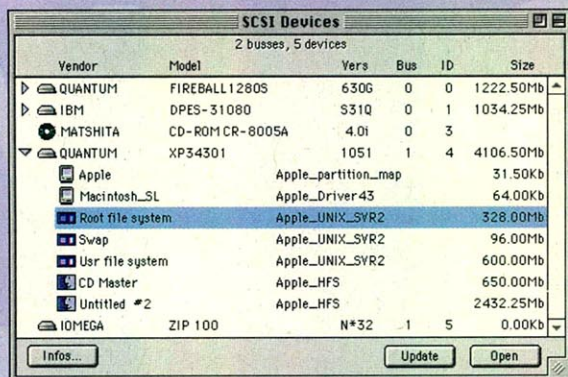 SCSI Devices
2 busses, 5 devices
Vendor Model Vers Bus ID Size
QUANTUM FIREBALL1280S 630G 0 0 1222.50Mb
IBM DPES-31080 S31Q 0 1 1034.25Mb
MATSHITA CD-ROM CR-8005A 4.0i 0 3
QUANTUM XP34301 1051 1 4 4106.50Mb
Apple Apple_partition_map 31.50Kb
Macintosh_SL Apple_Driver43 64.00Kb
Root file system Apple_UNIX_SVR2 328.00Mb
Swap Apple_UNIX_SVR2 96.00Mb
Usr file system Apple_UNIX_SVR2 600.00Mb
CD Master Apple_HFS 650.00Mb
Untitled #2 Apple_HFS 2432.25Mb
IOMEGA ZIP 100 N*32 1 5 0.00Kb
Infos... Update Open